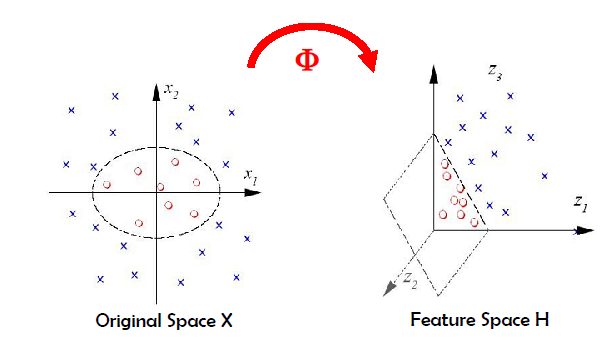 Φ
x2
x1
Original Space X
z3
z1
z2
Feature Space H